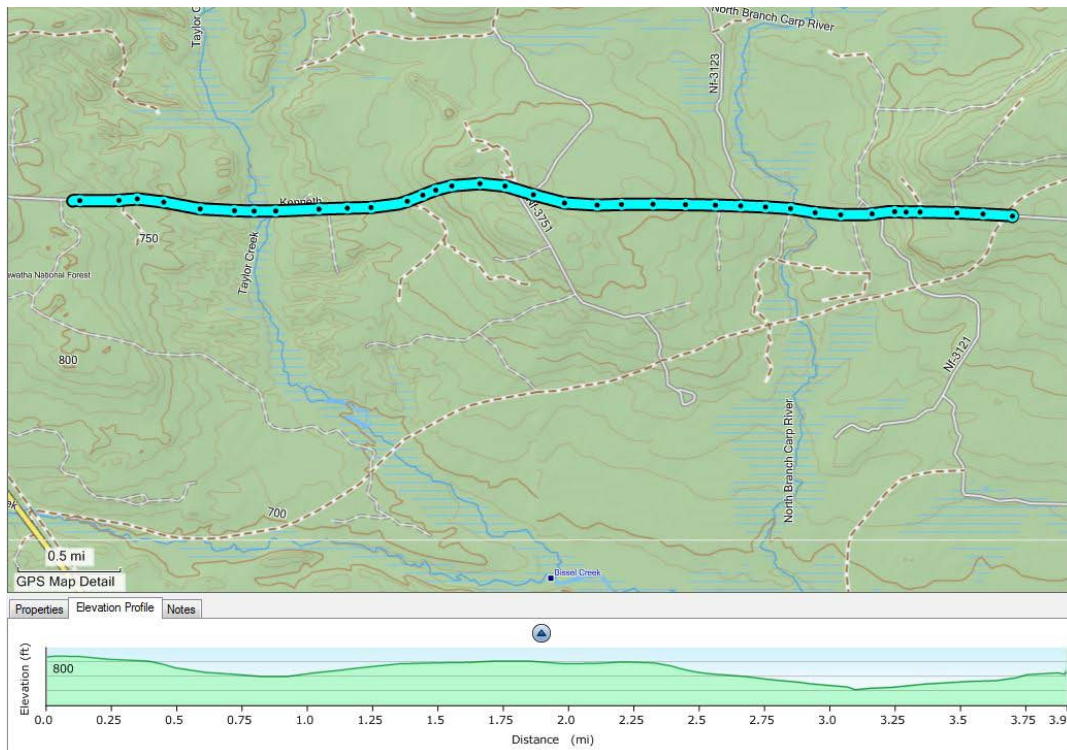 North Branch Carp River
Taylor C
Nf-3123
Kenneth
Nf-3751
750
Taylor Creek
awatha National Forest
800
Nf-3121
North Branch Carp River
700
ek
0.5 mi
GPS Map Detail
Bissel Creek
Properties Elevation Profile Notes
Elevation (ft)
800
0.0 0.25 0.5 0.75 1.0 1.25 1.5 1.75 2.0 2.25 2.5 2.75 3.0 3.25 3.5 3.75 3.9
Distance (mi)